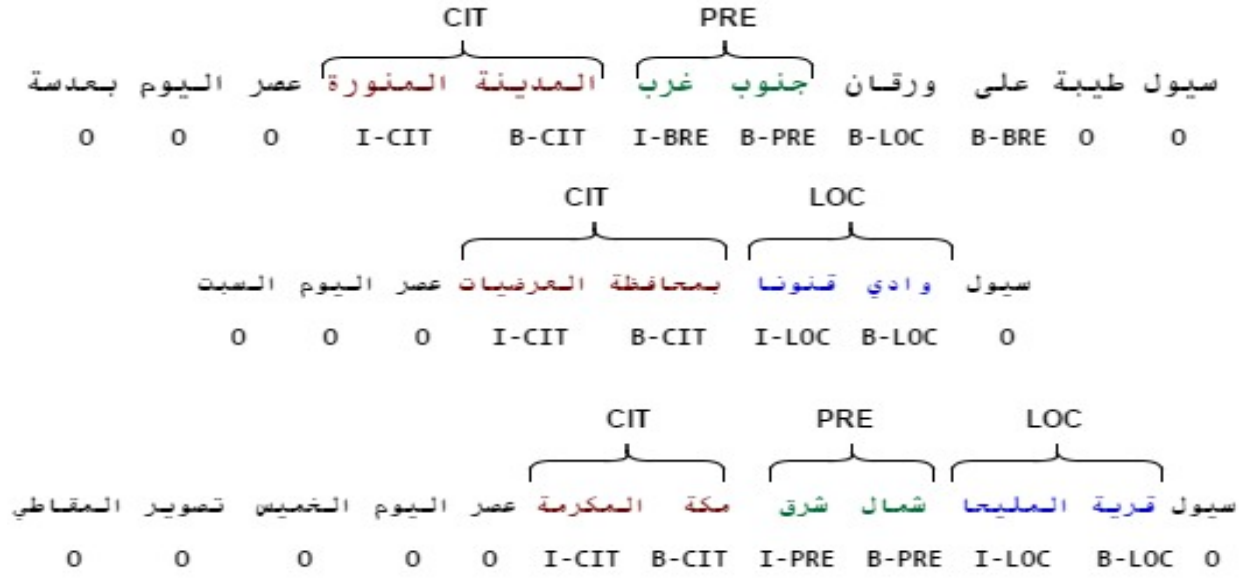 CIT PRE
سيول طيبة على ورقان جنوب غرب المدينة المنورة عصر اليوم بعدسة
O O O I-CIT B-CIT I-BRE B-PRE B-LOC B-BRE O O
CIT LOC
سيول وادي قنونا بمحافظة العرضيات عصر اليوم السبت
O O O I-CIT B-CIT I-LOC B-LOC O
CIT PRE LOC
سيول قرية المليحا شمال شرق مكة المكرمة عصر اليوم الخميس تصوير المقاطي
O O O O O I-CIT B-CIT I-PRE B-PRE I-LOC B-LOC O